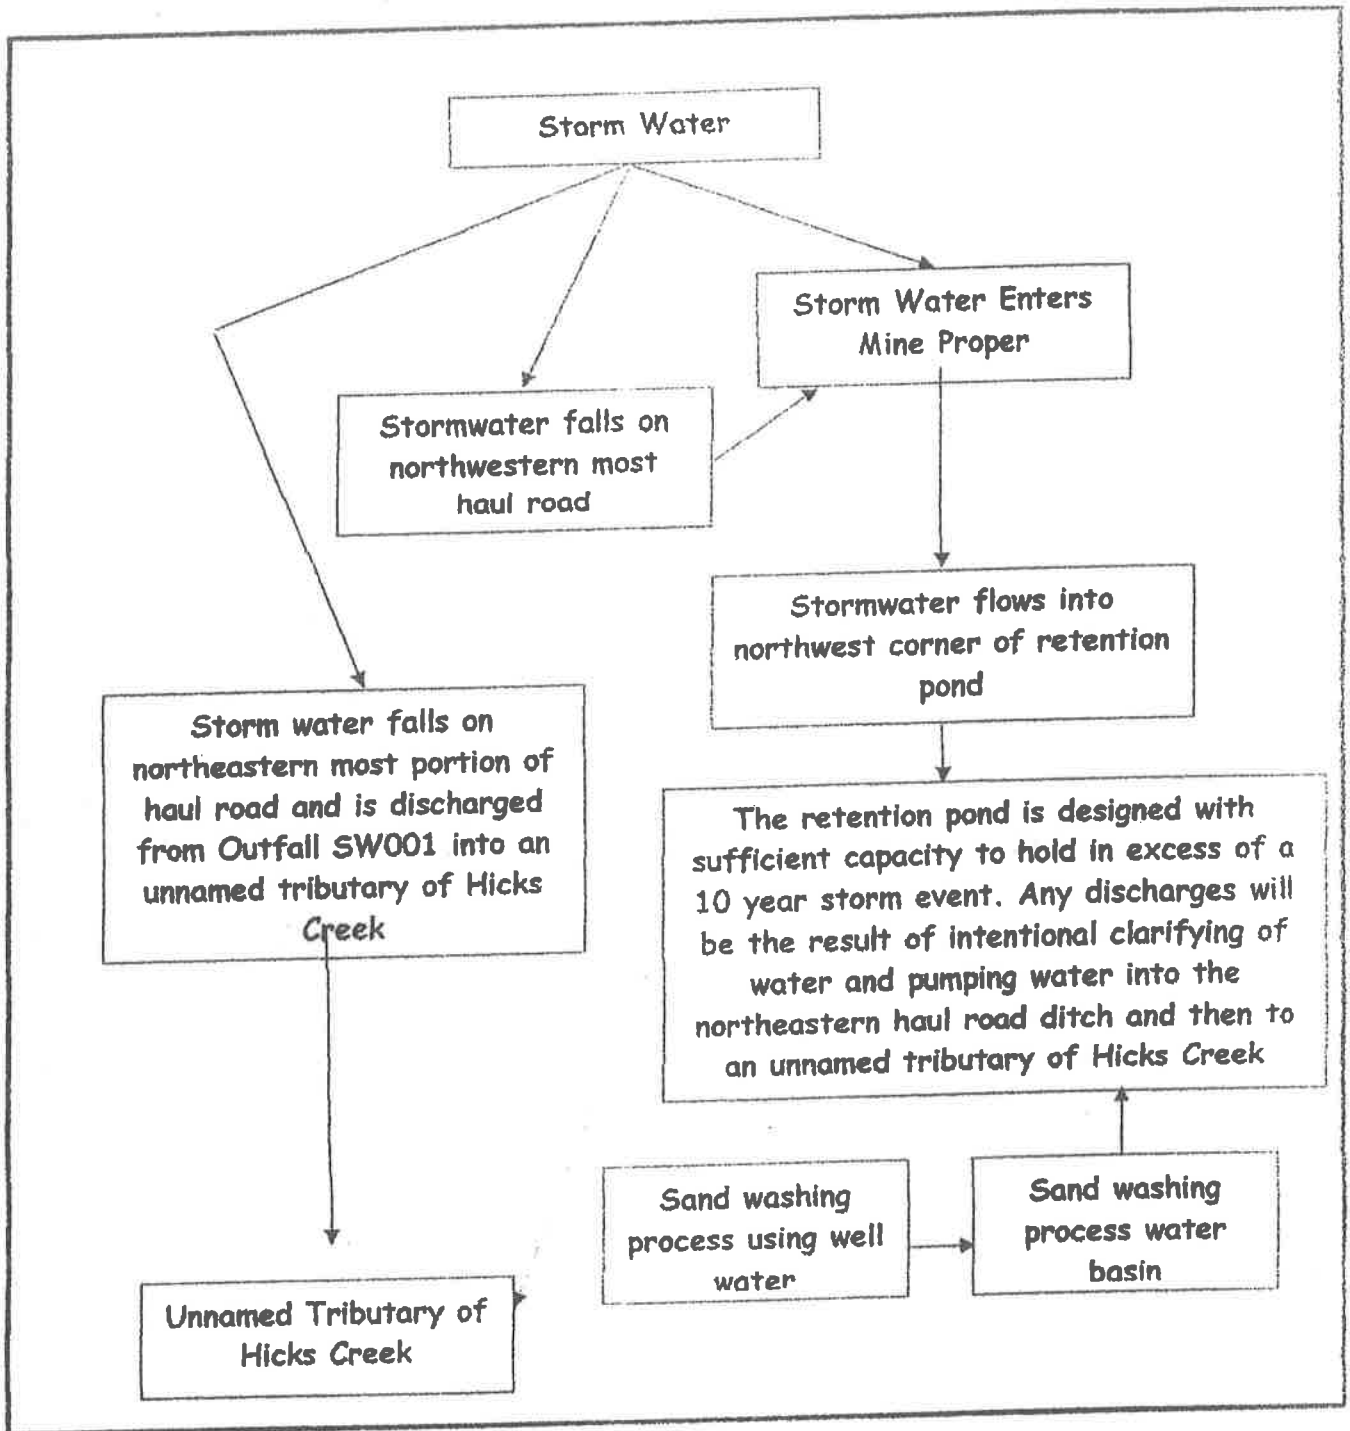 Storm Water
Storm Water Enters
Mine Proper
Stormwater falls on
northwestern most
haul road
Stormwater flows into
northwest corner of retention
pond
Storm water falls on
northeastern most portion of
haul road and is discharged
from Outfall SW001 into an
unnamed tributary of Hicks
Creek
The retention pond is designed with
sufficient capacity to hold in excess of a
10 year storm event. Any discharges will
be the result of intentional clarifying of
water and pumping water into the
northeastern haul road ditch and then to
an unnamed tributary of Hicks Creek
Sand washing
process using well
water
Sand washing
process water
basin
Unnamed Tributary of
Hicks Creek